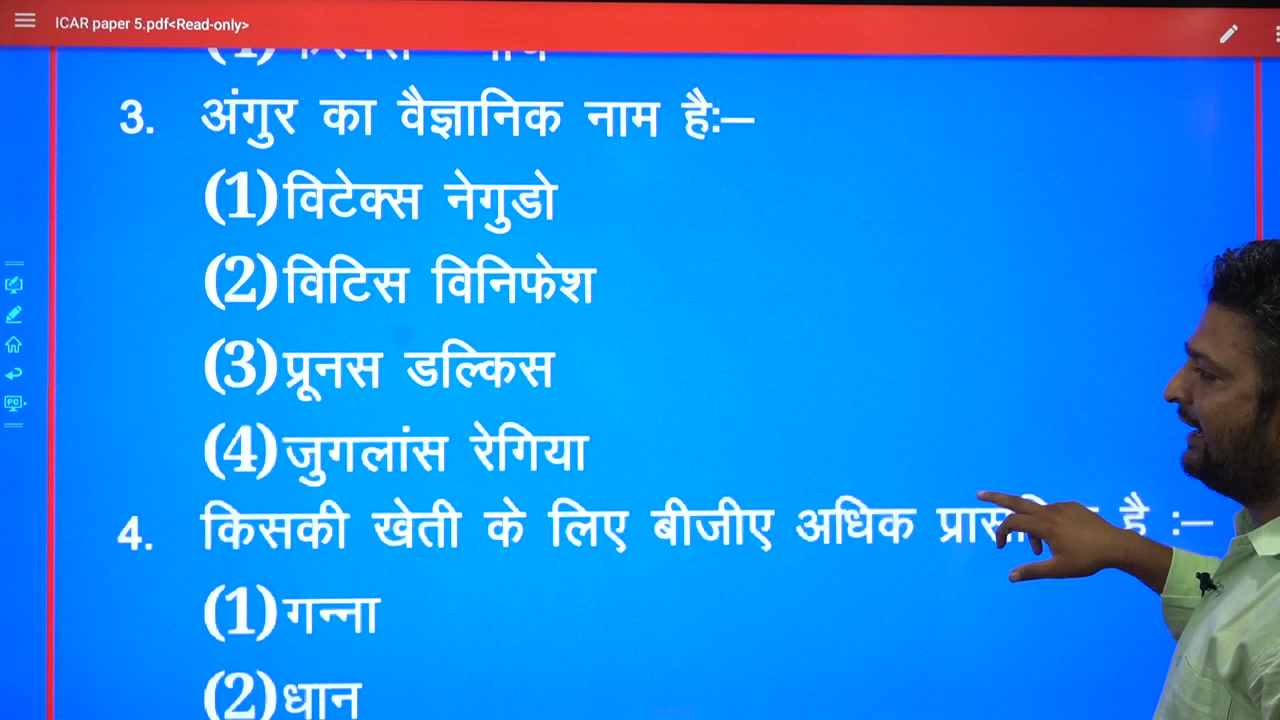 ICAR paper 5.pdf<Read-only>
3. अंगुर का वैज्ञानिक नाम है:–
(1) विटेक्स नेगुडो
(2) विटिस विनिफेश
(3) प्रूनस डल्किस
(4) जुगलांस रेगिया
4. किसकी खेती के लिए बीजीए अधिक है :–
(1) गन्ना
(2) धान